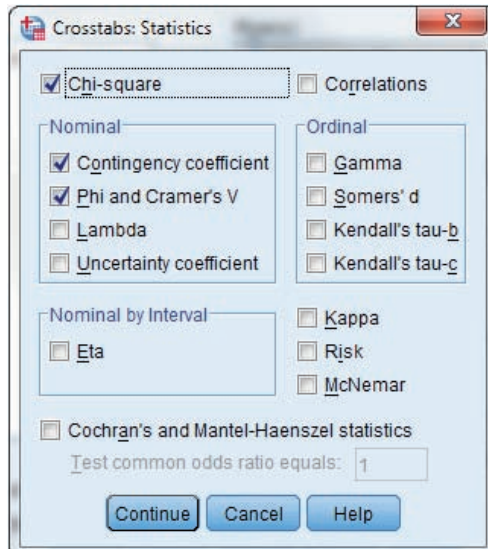 Crosstabs: Statistics
Chi-square
Correlations
Nominal
Contingency coefficient
Phi and Cramer's V
Lambda
Uncertainty coefficient
Ordinal
Gamma
Somers' d
Kendall's tau-b
Kendall's tau-c
Nominal by Interval
Eta
Kappa
Risk
McNemar
Cochran's and Mantel-Haenszel statistics
Test common odds ratio equals: 1
Continue Cancel Help